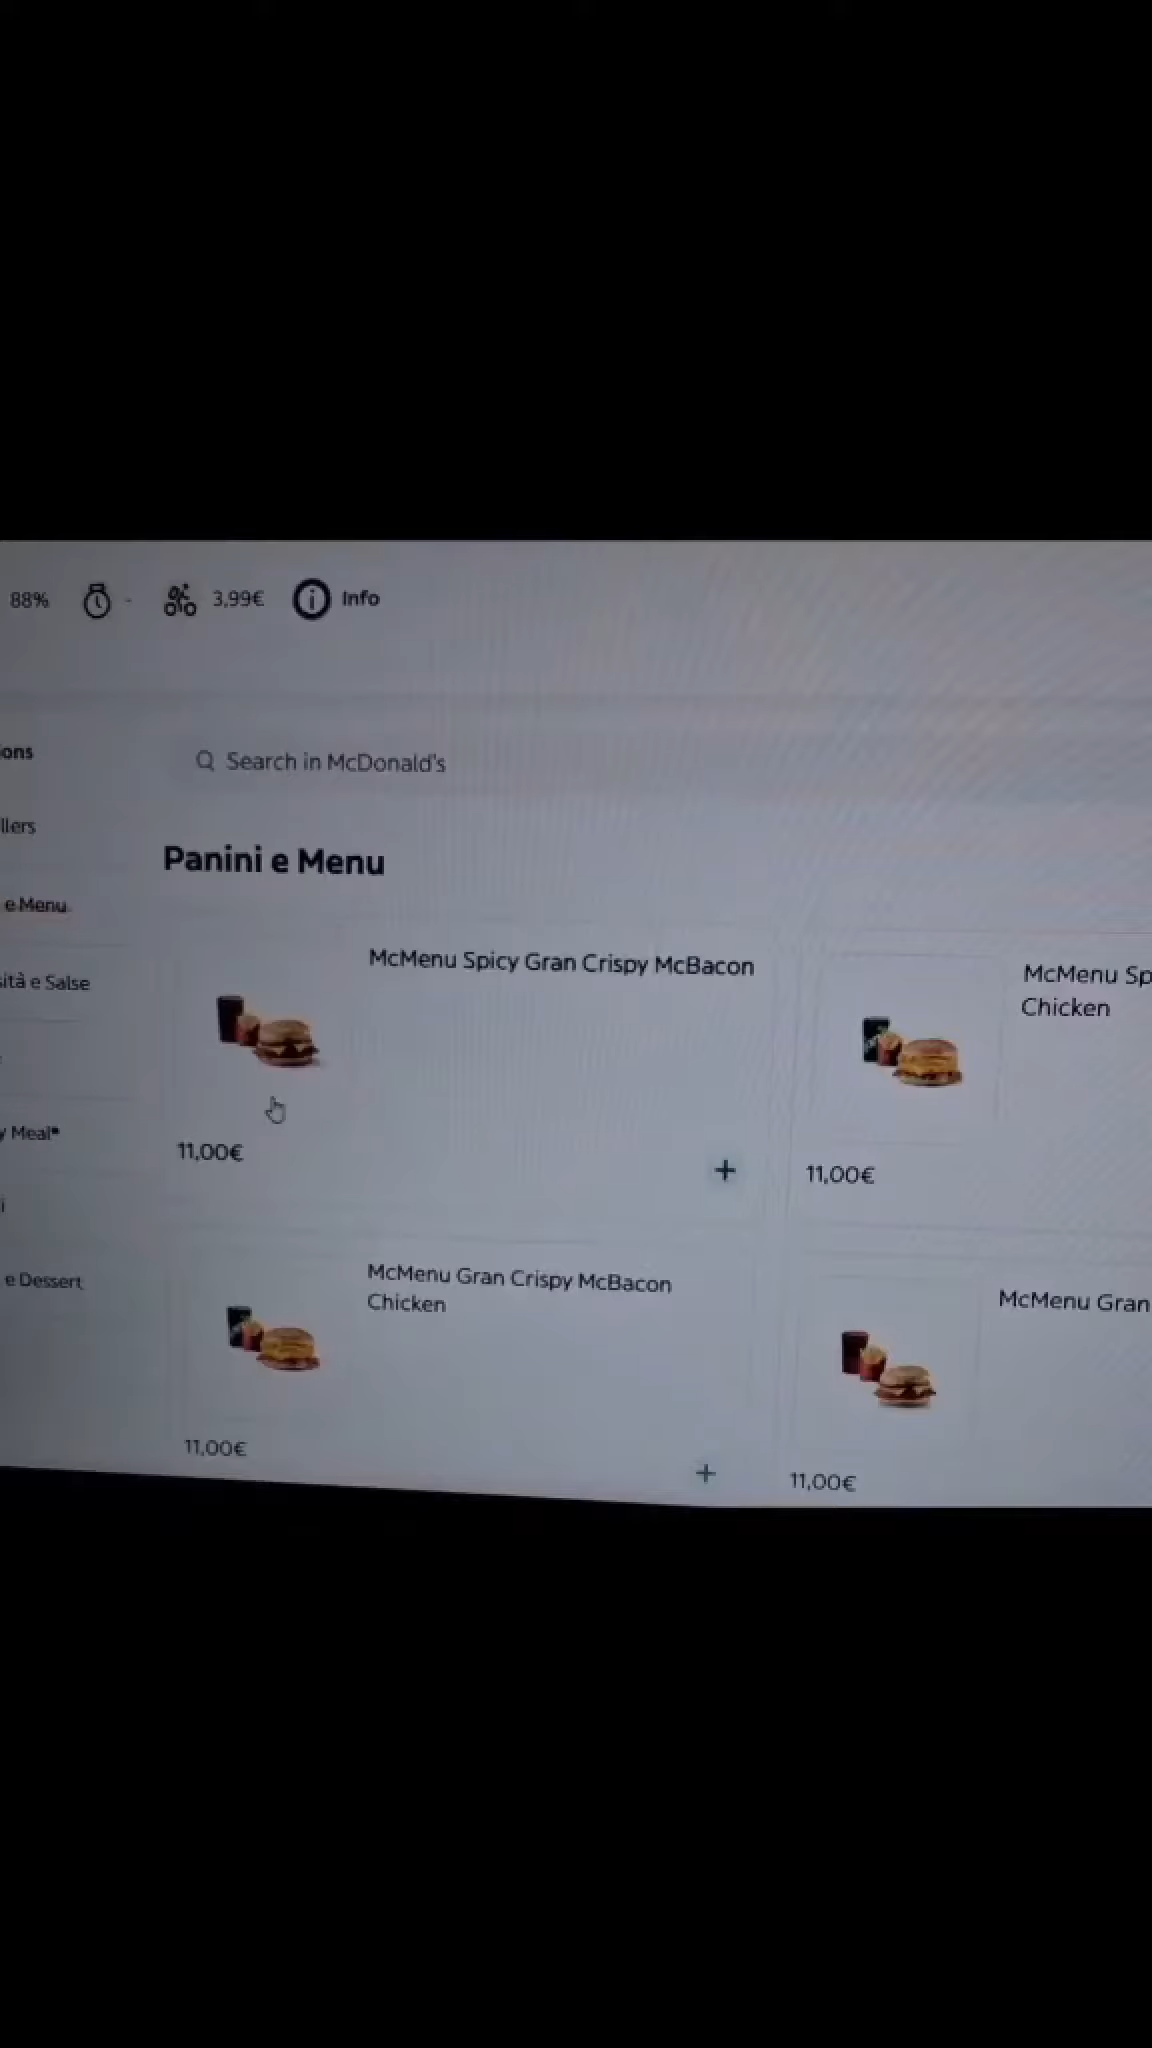 88%
-
3,99€
Info
ons
Search in McDonald's
llers
Panini e Menu
e Menu
McMenu Spicy Gran Crispy McBacon
McMenu Sp
Chicken
sità e Salse
y Meal®
11,00€
+
11,00€
i
e Dessert
McMenu Gran Crispy McBacon
Chicken
McMenu Gran
11,00€
+
11,00€